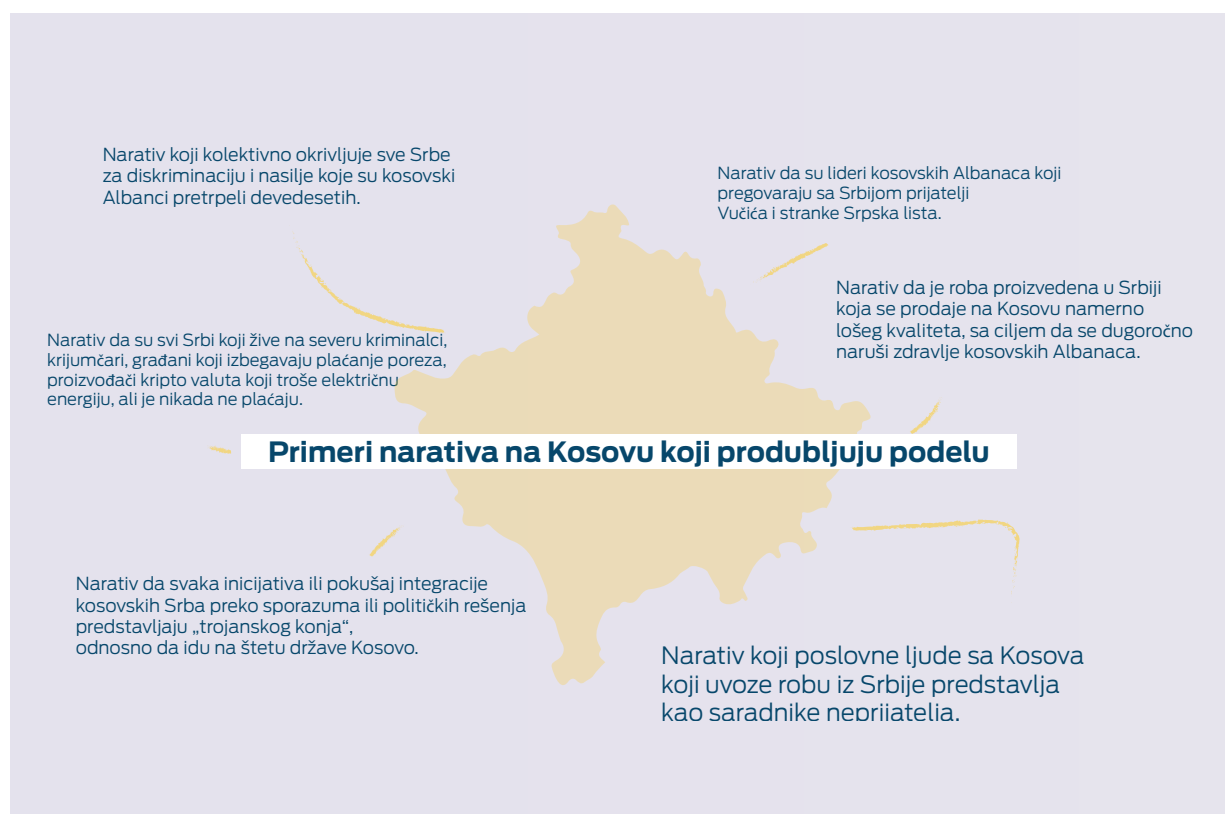 Narativ koji kolektivno okrivljuje sve Srbe
za diskriminaciju i nasilje koje su kosovski
Albanci pretrpeli devedesetih.
Narativ da su lideri kosovskih Albanaca koji
pregovaraju sa Srbijom prijatelji
Vučića i stranke Srpska lista.
Narativ da je roba proizvedena u Srbiji
koja se prodaje na Kosovu namerno
lošeg kvaliteta, sa ciljem da se dugoročno
naruši zdravlje kosovskih Albanaca.
Narativ da su svi Srbi koji žive na severu kriminalci,
krijumčari, građani koji izbegavaju plaćanje poreza,
proizvođači kripto valuta koji troše električnu
energiju, ali je nikada ne plaćaju.
Primeri narativa na Kosovu koji produbljuju podelu
Narativ da svaka inicijativa ili pokušaj integracije
kosovskih Srba preko sporazuma ili političkih rešenja
predstavljaju „trojanskog konja“,
odnosno da idu na štetu države Kosovo.
Narativ koji poslovne ljude sa Kosova
koji uvoze robu iz Srbije predstavlja
kao saradnike neprijatelja.